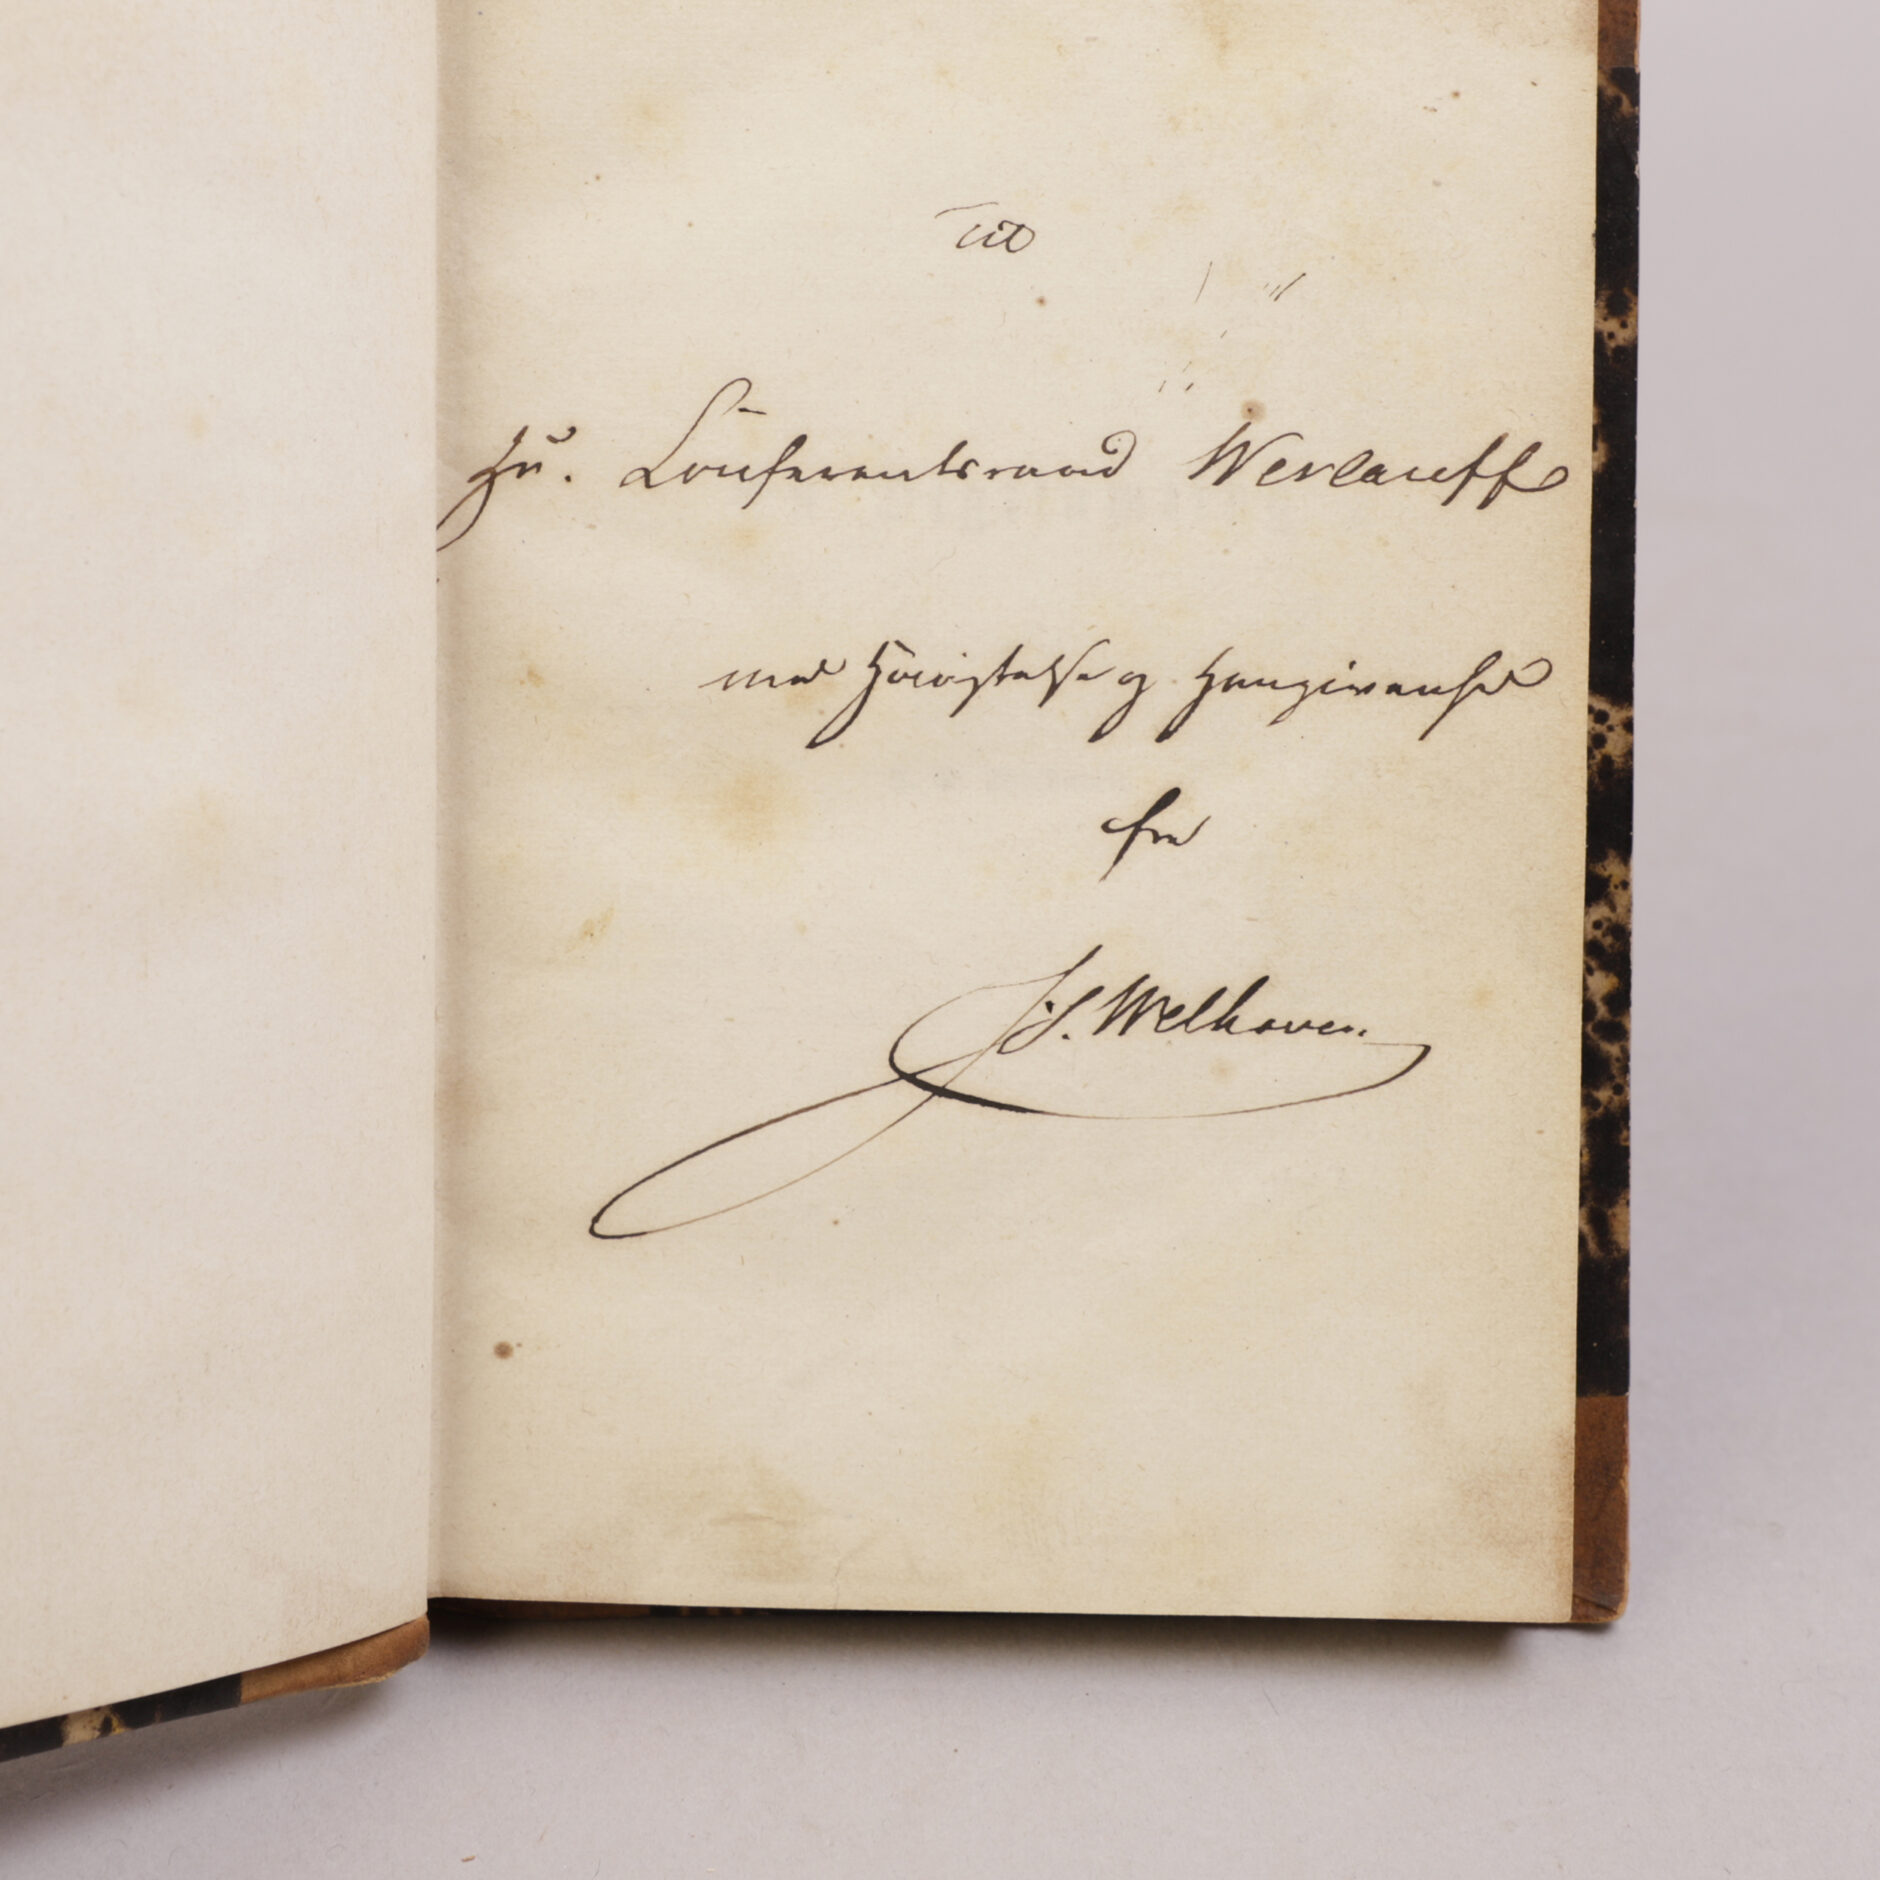 Til
Hr. Conferentsraad Werlauff
med Høiagtelse og Hengivenhed
fra
J. S. Welhaven.